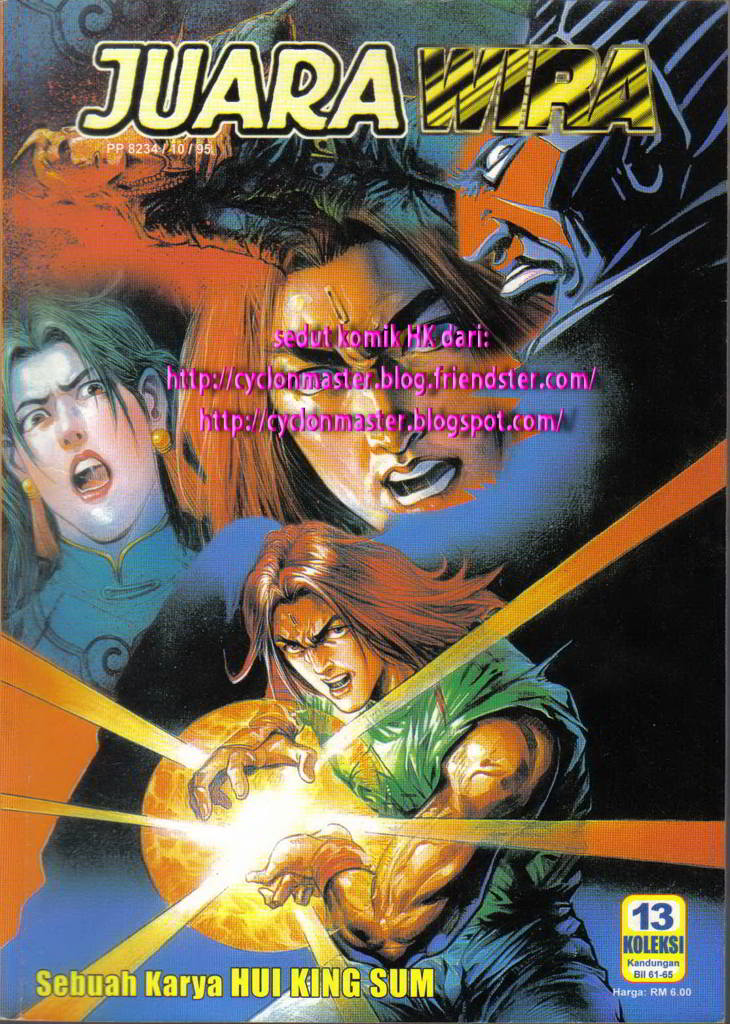 JUARA WIRA
PP 8234 / 10 / 95
sedut komik HK dari:
http://cyclonmaster.blog.friendster.com/
http://cyclonmaster.blogspot.com/
13
KOLEKSI
Kandungan
Bil 61-65
Sebuah Karya HUI KING SUM
Harga: RM 6.00